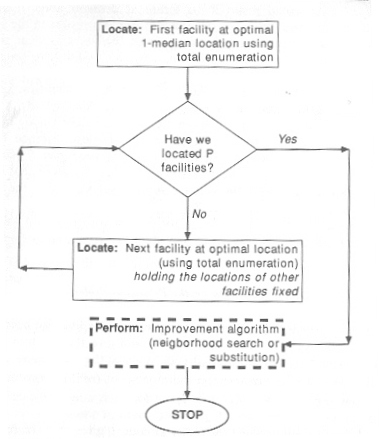 Locate: First facility at optimal
1-median location using
total enumeration
Have we
located P
facilities?
Yes
No
Locate: Next facility at optimal location
(using total enumeration)
holding the locations of other
facilities fixed
Perform: Improvement algorithm
(neigborhood search or
substitution)
STOP